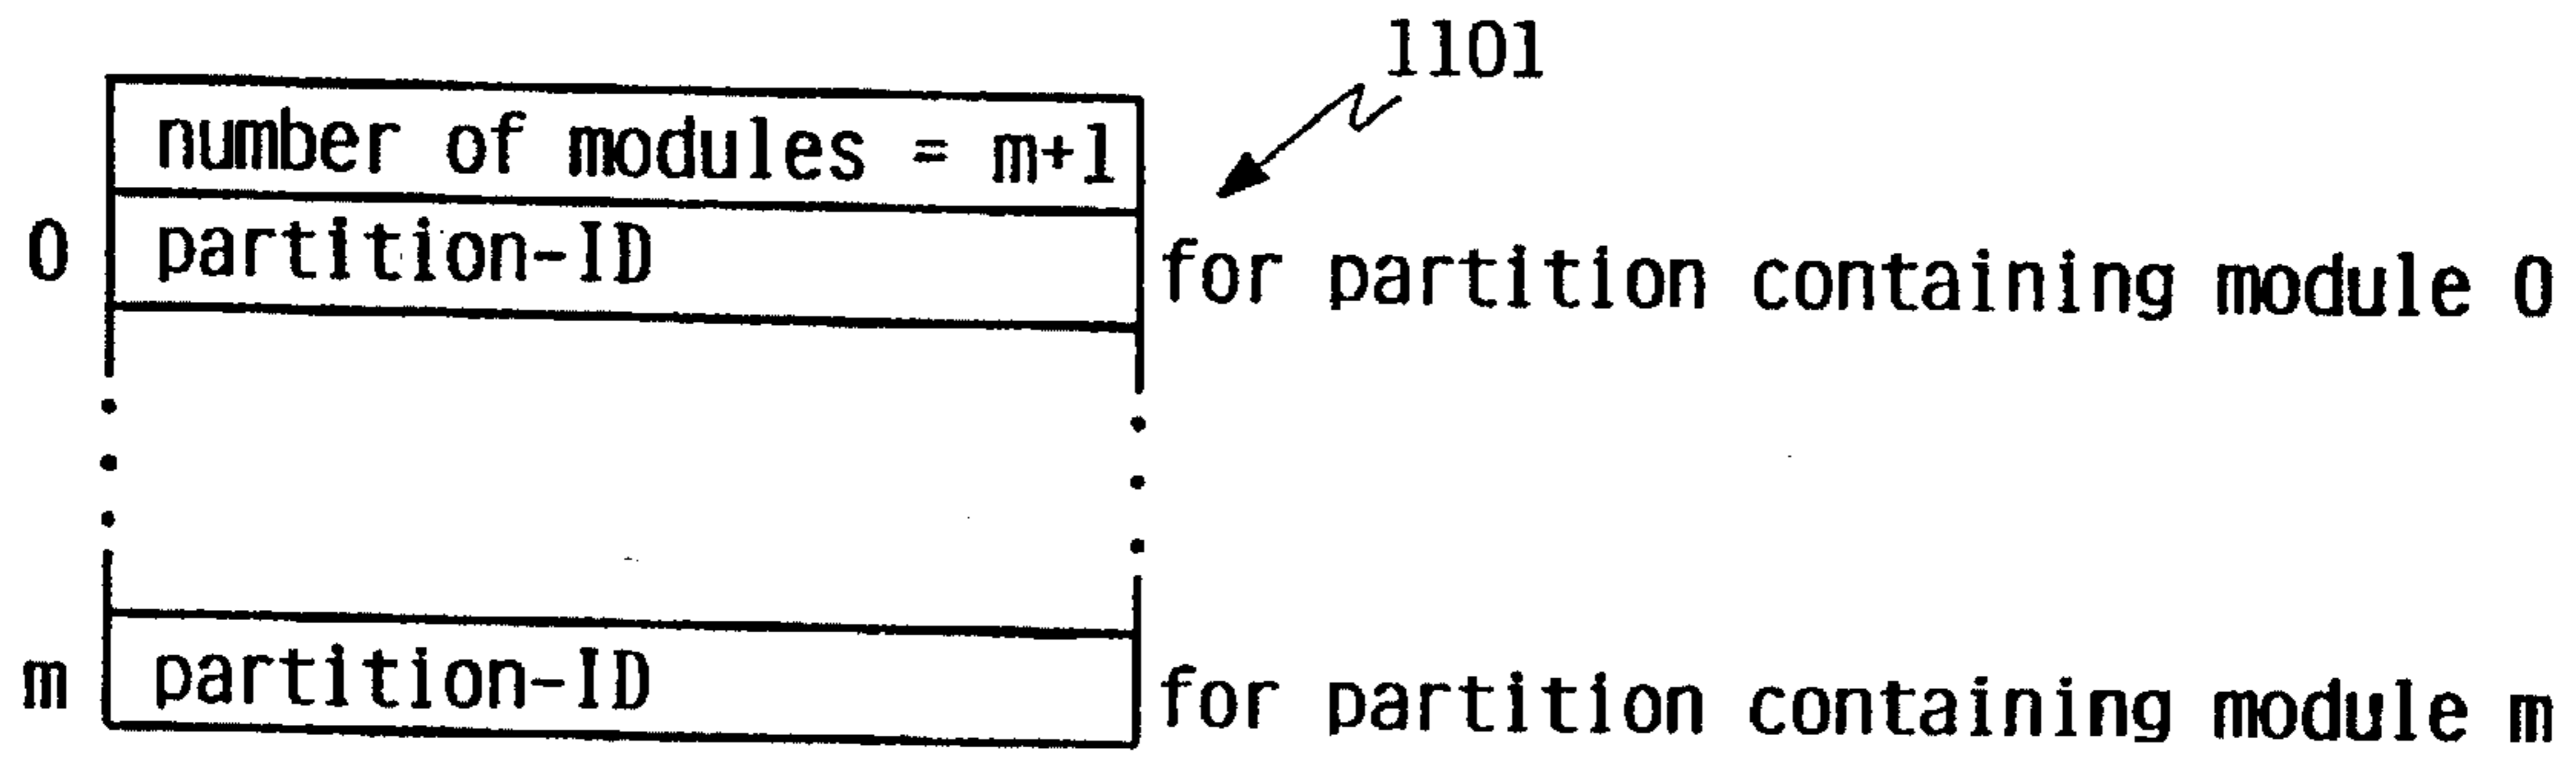 1101
number of modules = m+1
0 partition-ID for partition containing module 0
m partition-ID for partition containing module m